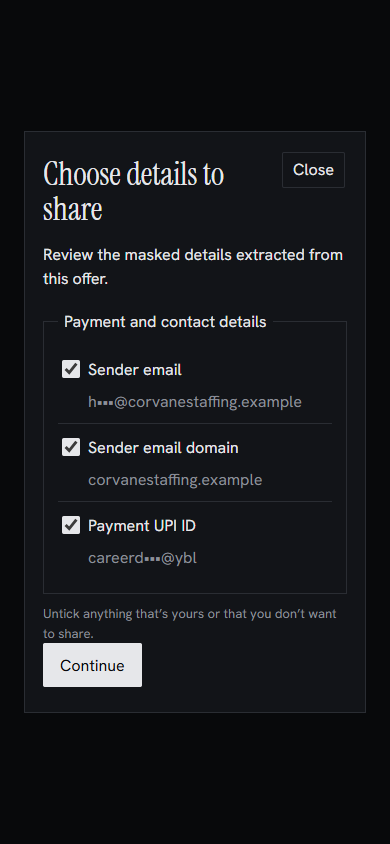 Choose details to
share
Close
Review the masked details extracted from
this offer.
Payment and contact details
Sender email
h▪▪▪@corvanestaffing.example
Sender email domain
corvanestaffing.example
Payment UPI ID
careerd▪▪▪@ybl
Untick anything that’s yours or that you don’t want
to share.
Continue